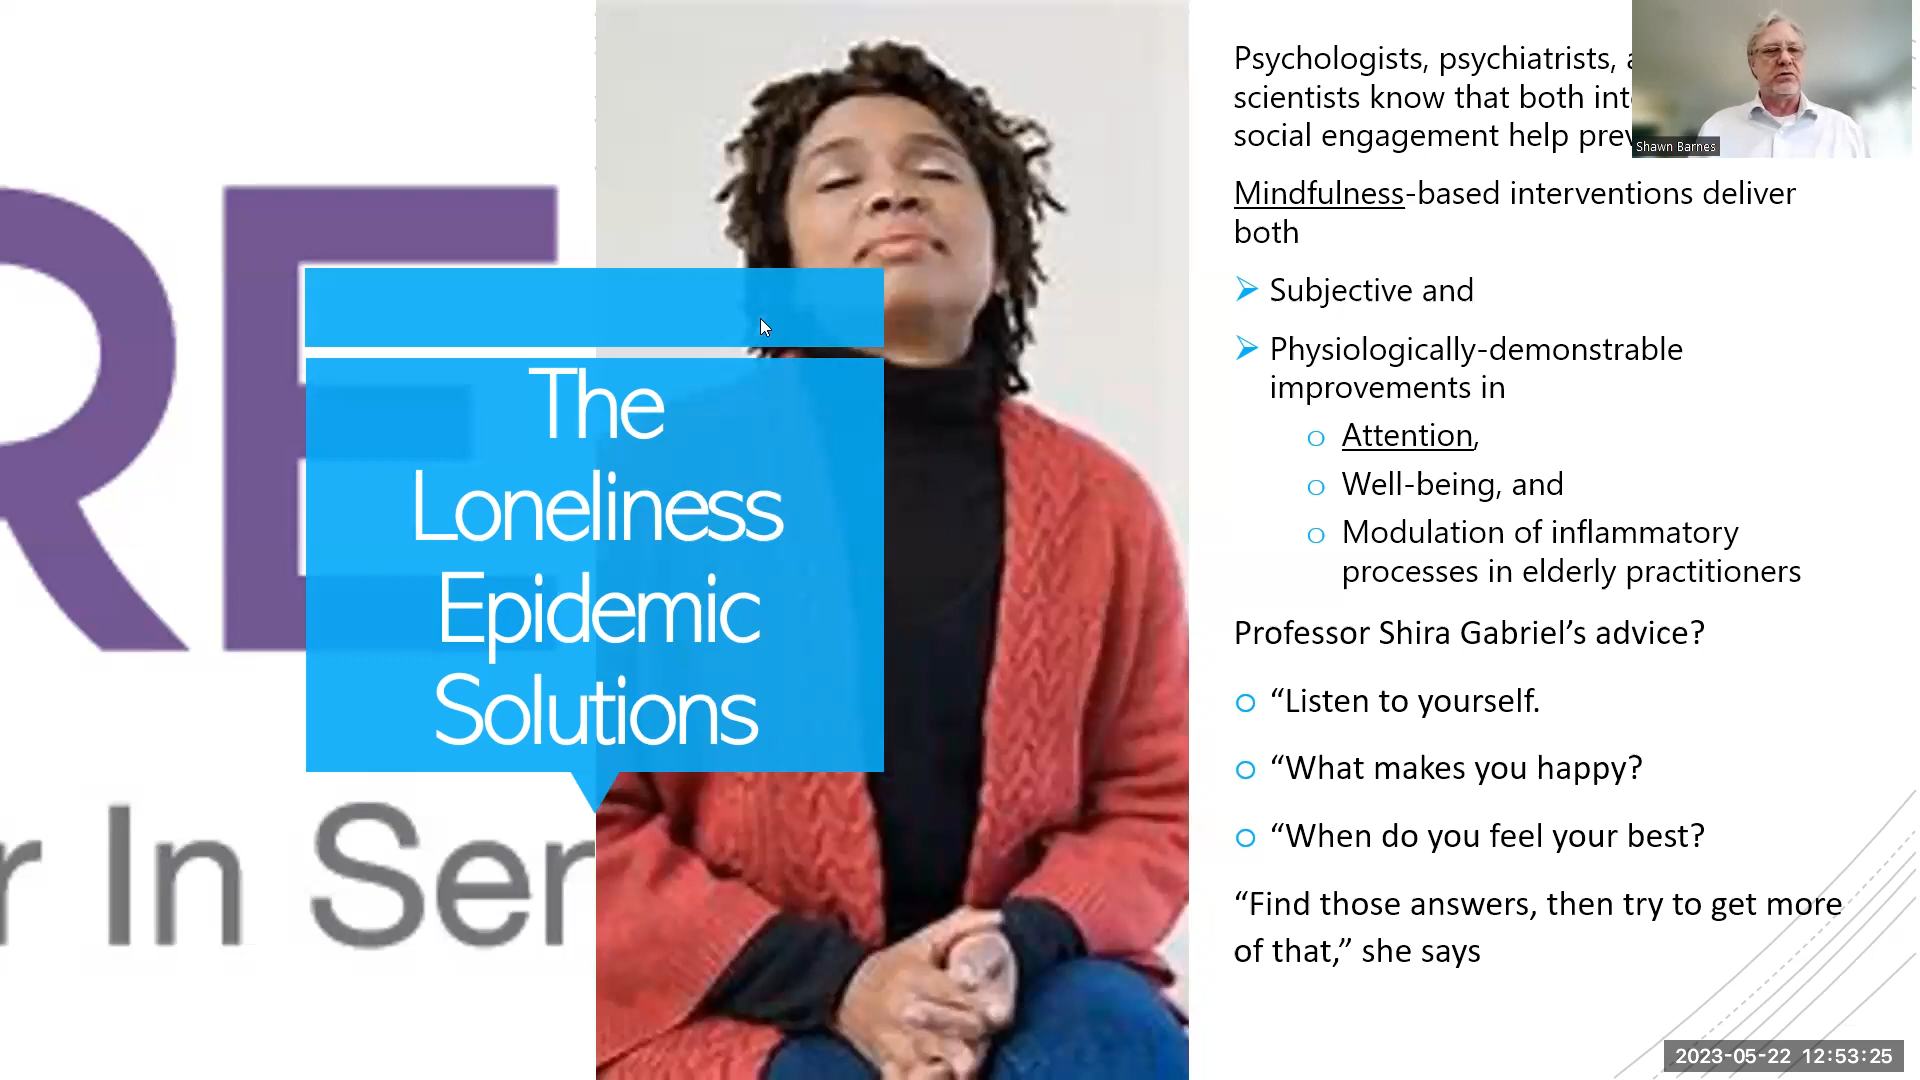 RE
r In Ser
The
Loneliness
Epidemic
Solutions
Psychologists, psychiatrists,
scientists know that both
social engagement help
Mindfulness-based interventions deliver
both
Subjective and
Physiologically-demonstrable
improvements in
Attention,
Well-being, and
Modulation of inflammatory
processes in elderly practitioners
Professor Shira Gabriel’s advice?
“Listen to yourself.
“What makes you happy?
“When do you feel your best?
“Find those answers, then try to get more
of that,” she says
Shawn Barnes
2023-05-22 12:53:25